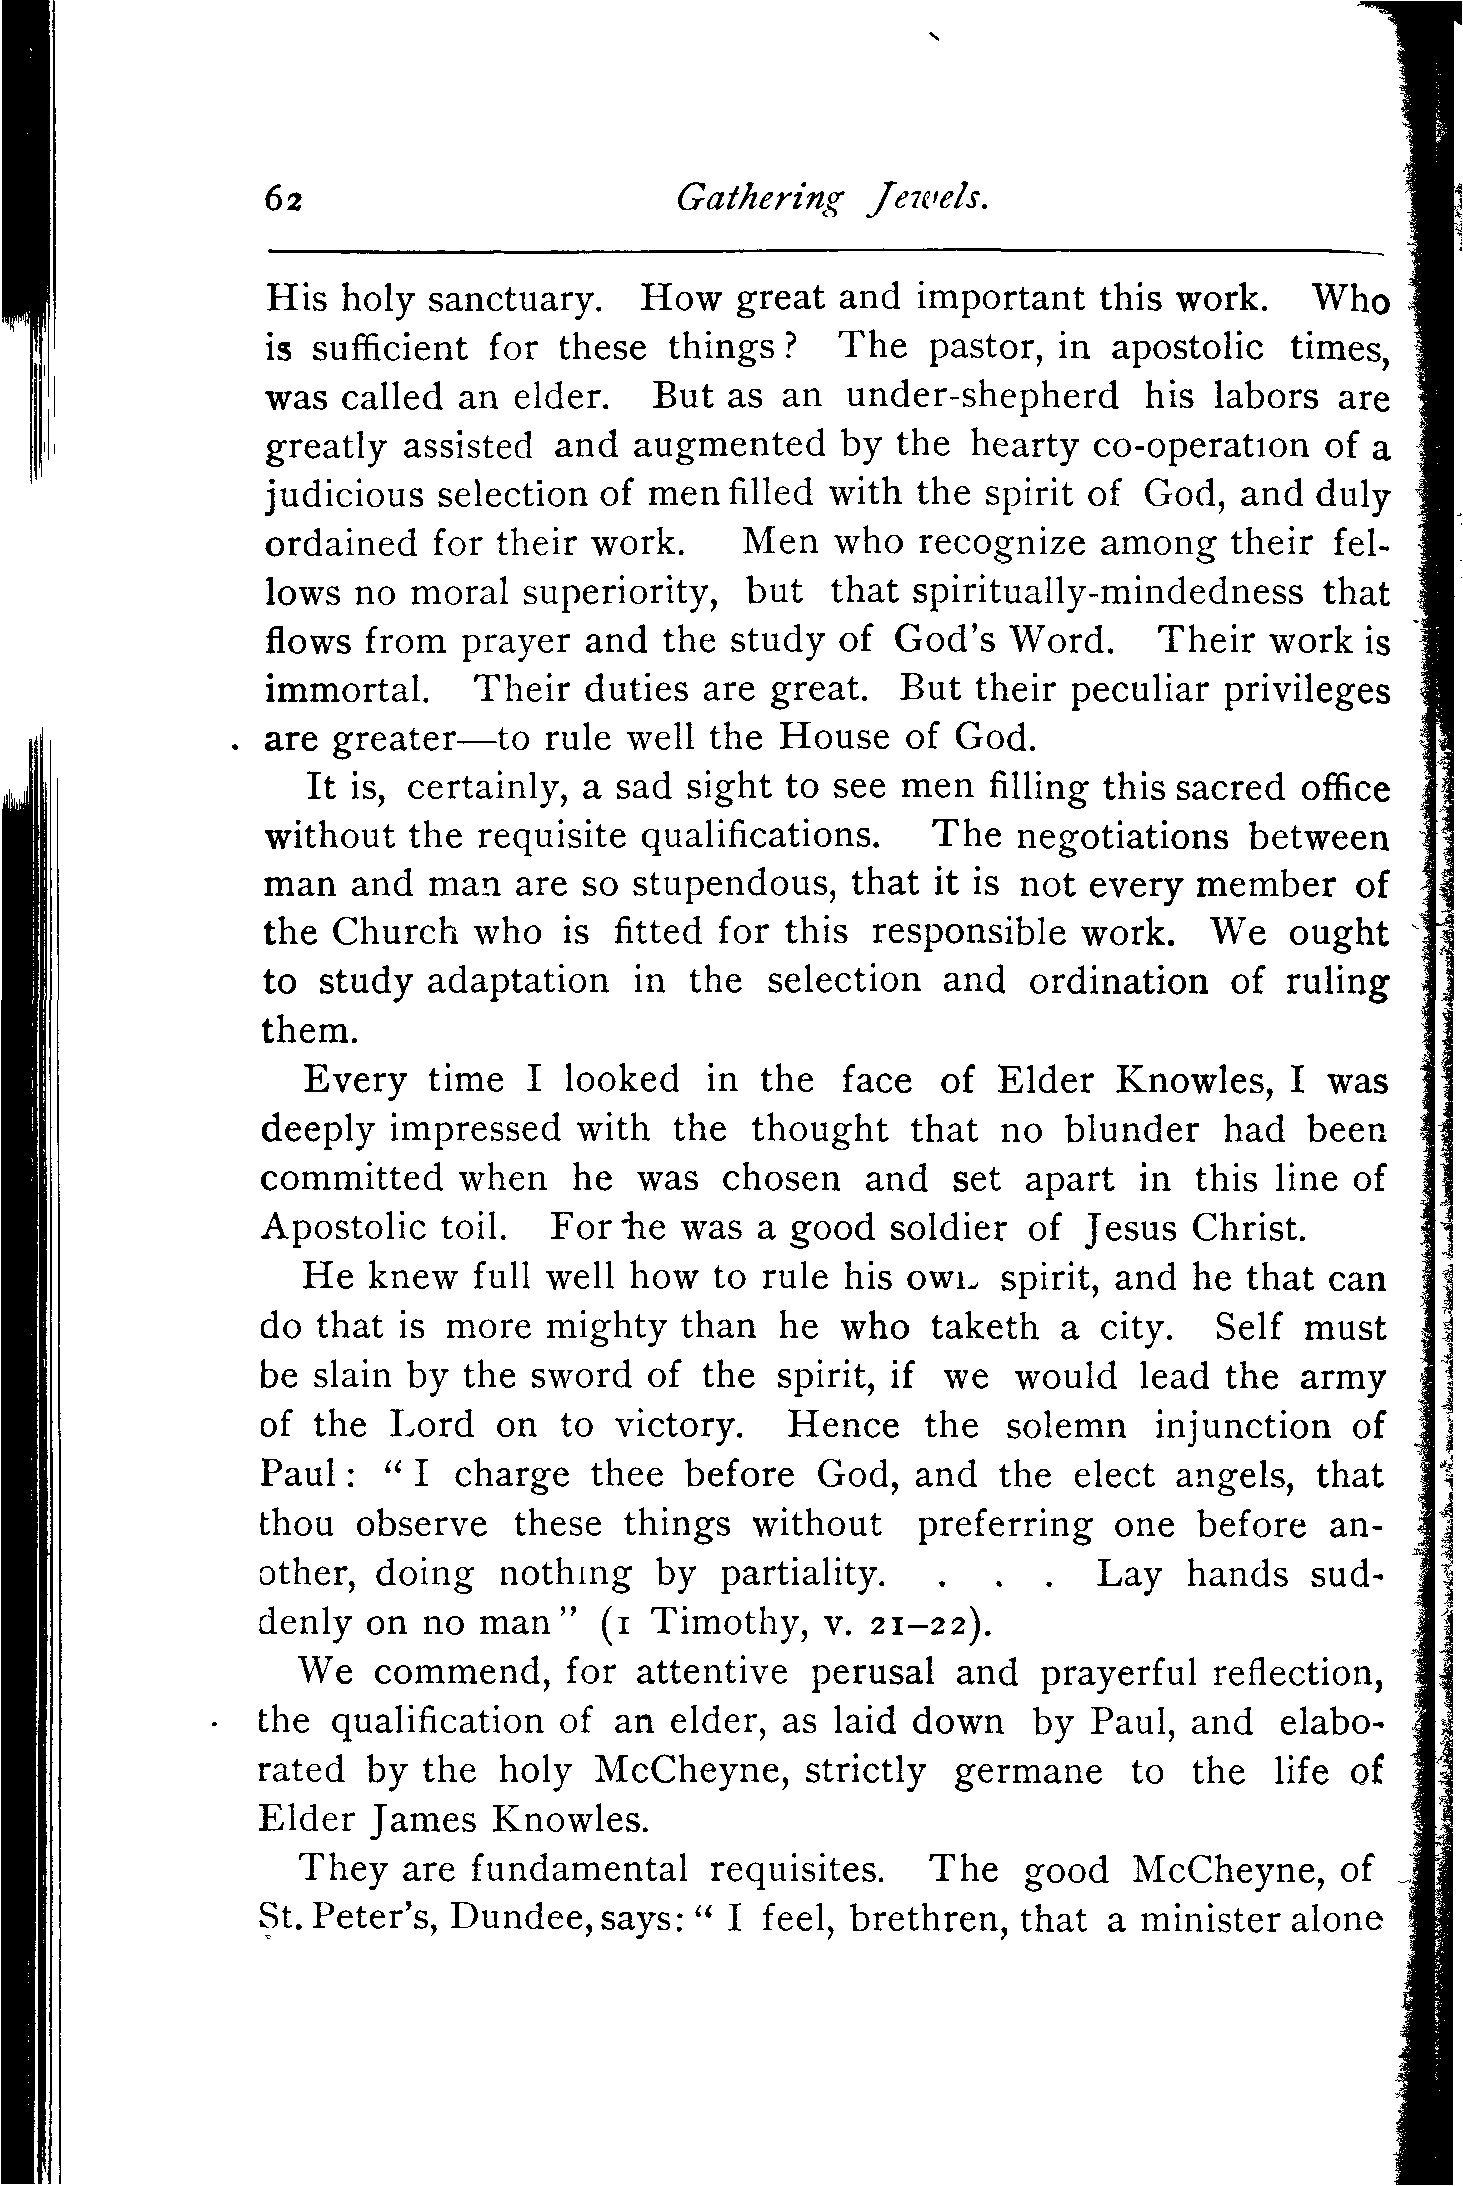 62 Gathering Jewels.
His holy sanctuary. How great and important this work. Who
is sufficient for these things? The pastor, in apostolic times,
was called an elder. But as an under-shepherd his labors are
greatly assisted and augmented by the hearty co-operation of a
judicious selection of men filled with the spirit of God, and duly
ordained for their work. Men who recognize among their fel-
lows no moral superiority, but that spiritually-mindedness that
flows from prayer and the study of God's Word. Their work is
immortal. Their duties are great. But their peculiar privileges
are greater—to rule well the House of God.
It is, certainly, a sad sight to see men filling this sacred office
without the requisite qualifications. The negotiations between
man and man are so stupendous, that it is not every member of
the Church who is fitted for this responsible work. We ought
to study adaptation in the selection and ordination of ruling
them.
Every time I looked in the face of Elder Knowles, I was
deeply impressed with the thought that no blunder had been
committed when he was chosen and set apart in this line of
Apostolic toil. For he was a good soldier of Jesus Christ.
He knew full well how to rule his own spirit, and he that can
do that is more mighty than he who taketh a city. Self must
be slain by the sword of the spirit, if we would lead the army
of the Lord on to victory. Hence the solemn injunction of
Paul: "I charge thee before God, and the elect angels, that
thou observe these things without preferring one before an-
other, doing nothing by partiality. . . . Lay hands sud-
denly on no man" (1 Timothy, v. 21–22).
We commend, for attentive perusal and prayerful reflection,
the qualification of an elder, as laid down by Paul, and elabo-
rated by the holy McCheyne, strictly germane to the life of
Elder James Knowles.
They are fundamental requisites. The good McCheyne, of
St. Peter's, Dundee, says: "I feel, brethren, that a minister alone